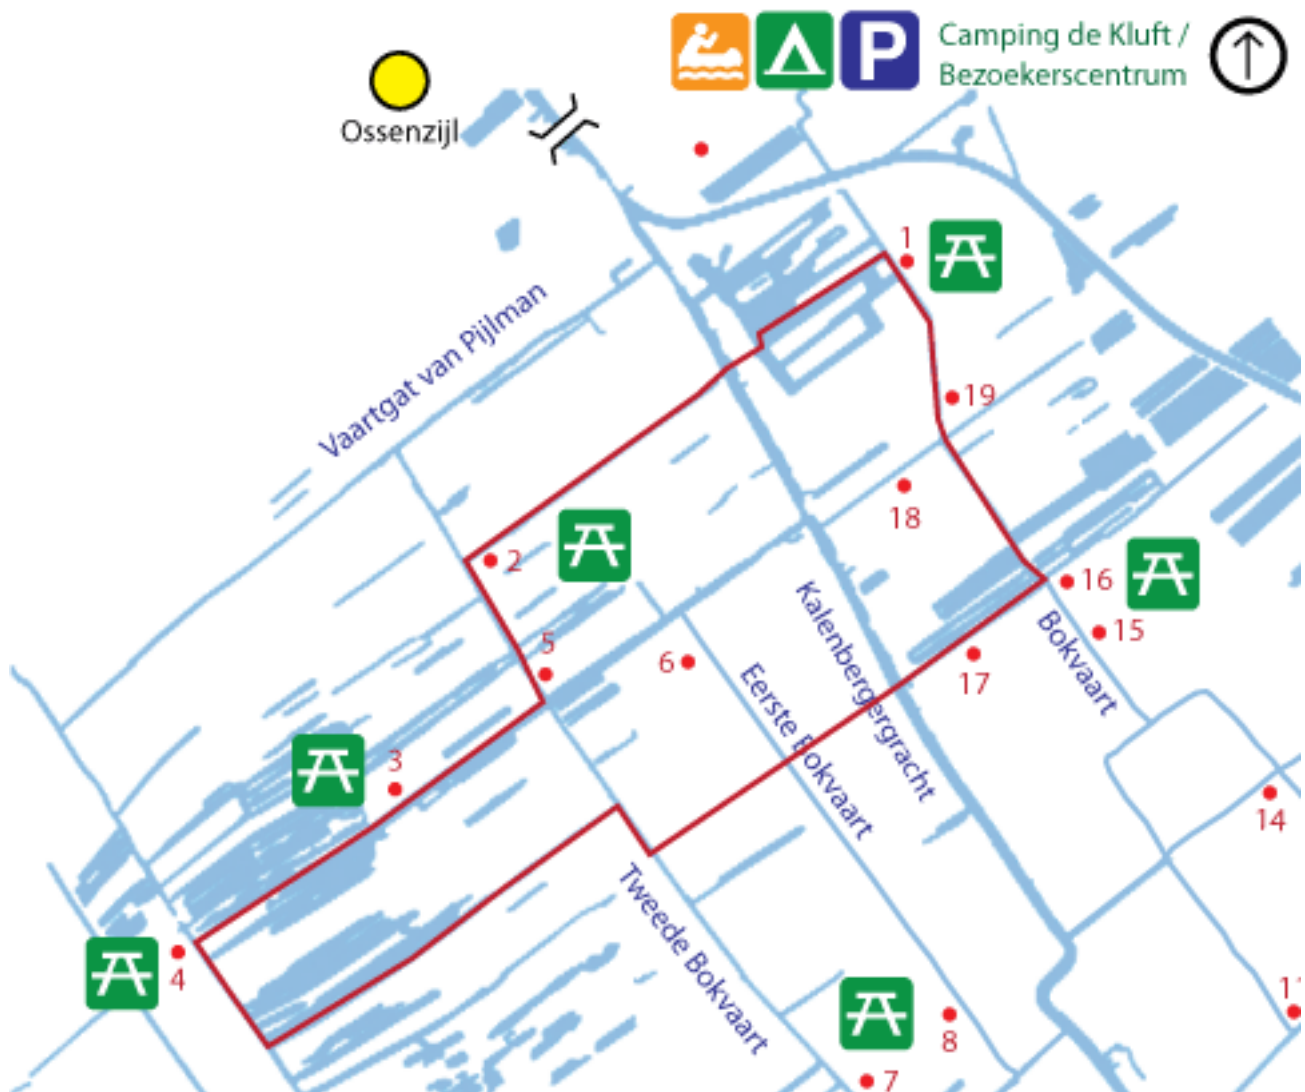 P
Camping de Kluft /
Bezoekerscentrum
Ossenzijl
1
Vaartgat van Pijlman
19
18
2
16
15
5
6
17
Kalenbergergracht
Bokvaart
Eerste Bokvaart
3
14
Tweede Bokvaart
4
8
7